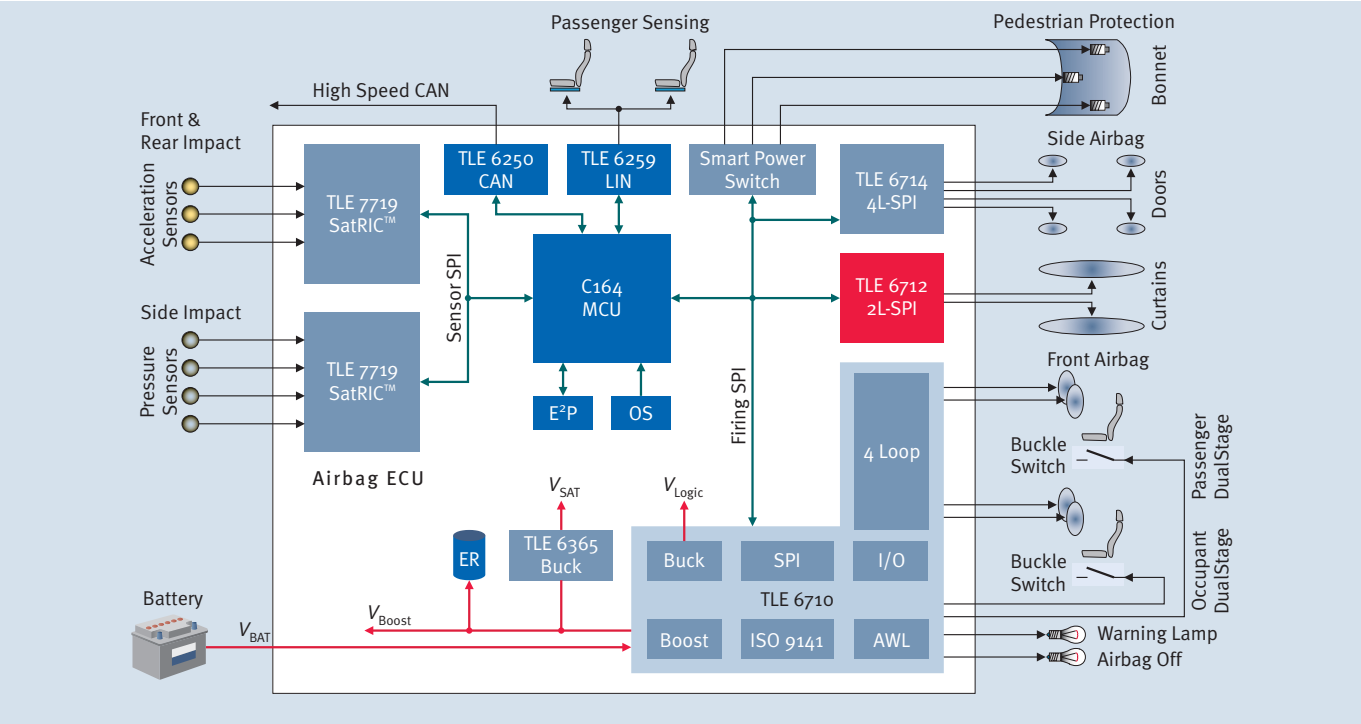 Passenger Sensing
Pedestrian Protection
Bonnet
High Speed CAN
Front &
Rear Impact
Acceleration
Sensors
TLE 7719
SatRIC™
TLE 6250
CAN
TLE 6259
LIN
Smart Power
Switch
TLE 6714
4L-SPI
Side Airbag
Doors
Sensor SPI
C164
MCU
TLE 6712
2L-SPI
Curtains
Side Impact
Pressure
Sensors
TLE 7719
SatRIC™
E²P
OS
Firing SPI
Airbag ECU
Front Airbag
4 Loop
Buckle
Switch
Passenger
DualStage
VSAT
VLogic
ER
TLE 6365
Buck
Buck
SPI
I/O
Buckle
Switch
Occupant
DualStage
TLE 6710
Battery
VBAT
VBoost
Boost
ISO 9141
AWL
Warning Lamp
Airbag Off